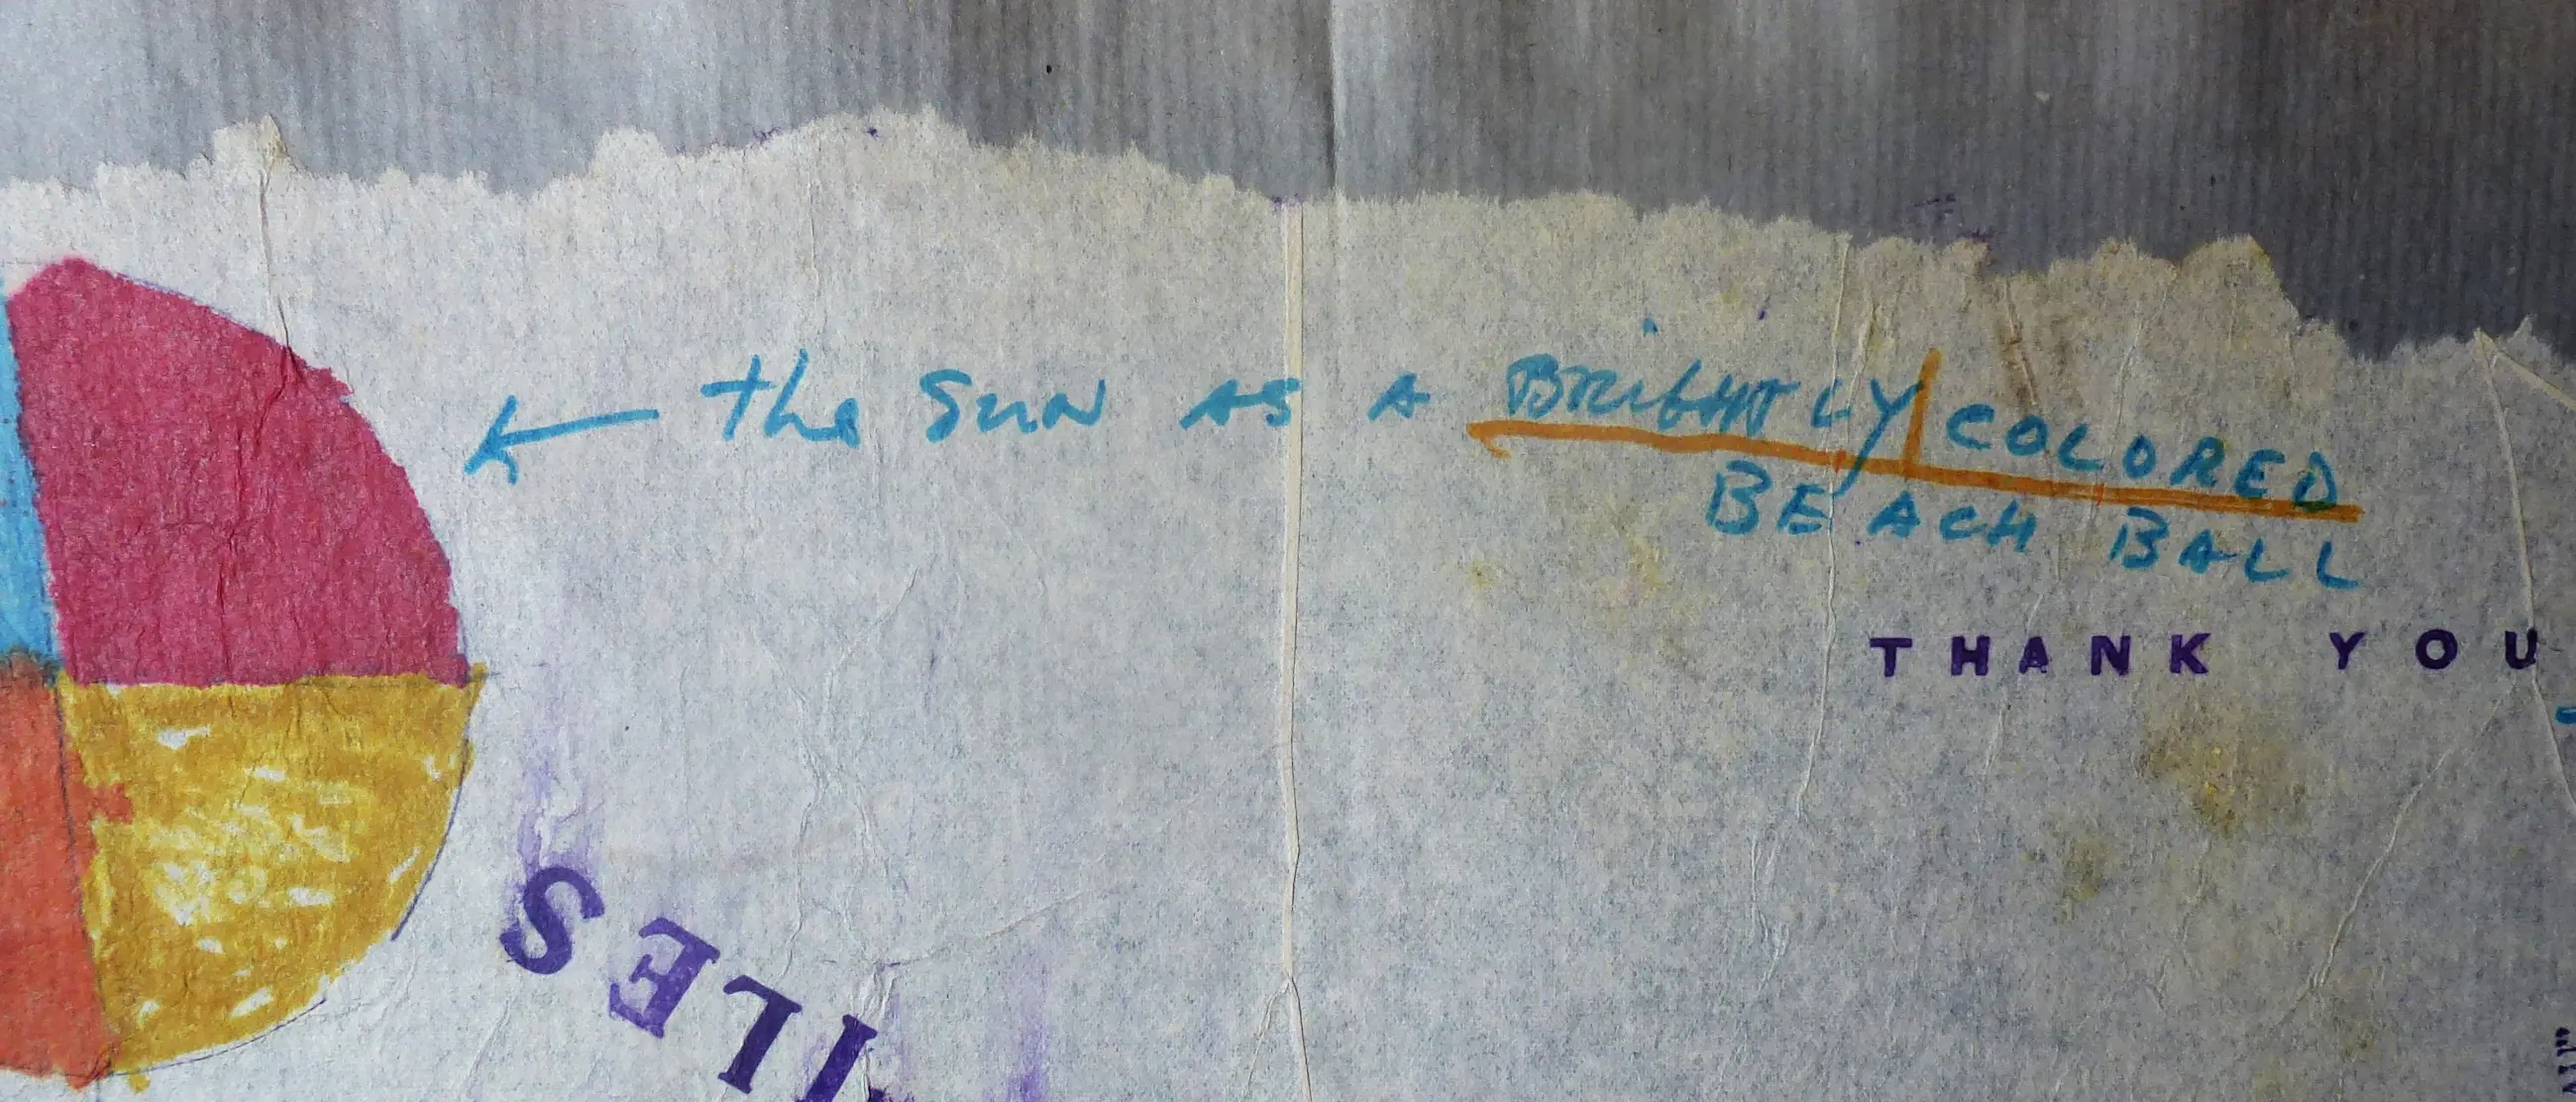 ← the SUN AS A BRIGHTLY COLORED
BEACH BALL
THANK YOU